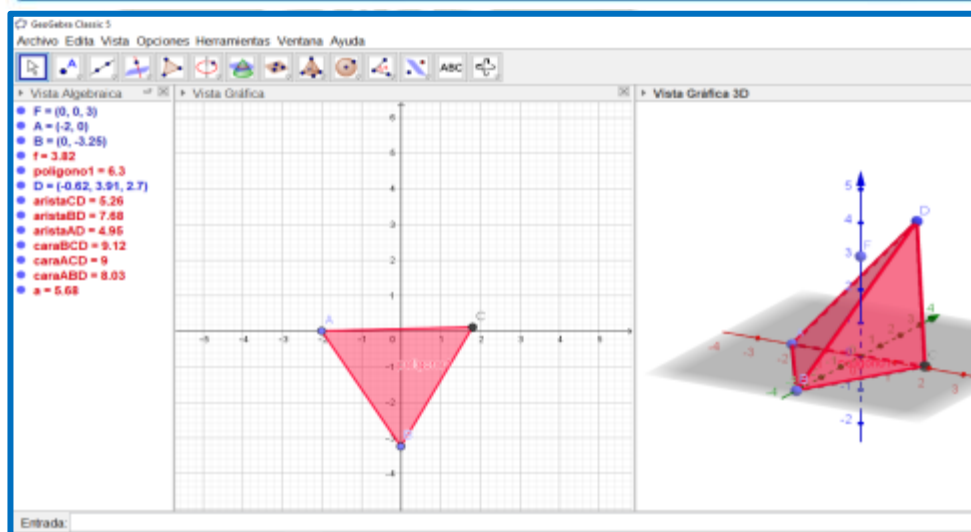 GeoGebra Classic 5
Archivo Edita Vista Opciones Herramientas Ventana Ayuda
ABC
Vista Algebraica
Vista Gráfica
Vista Gráfica 3D
F = (0, 0, 3)
A = (-2, 0)
B = (0, -3.25)
f = 3.82
poligono1 = 6.3
D = (-0.62, 3.91, 2.7)
aristaCD = 5.26
aristaBD = 7.68
aristaAD = 4.95
caraBCD = 9.12
caraACD = 9
caraABD = 8.03
a = 5.68
A
C
D
F
Entrada: